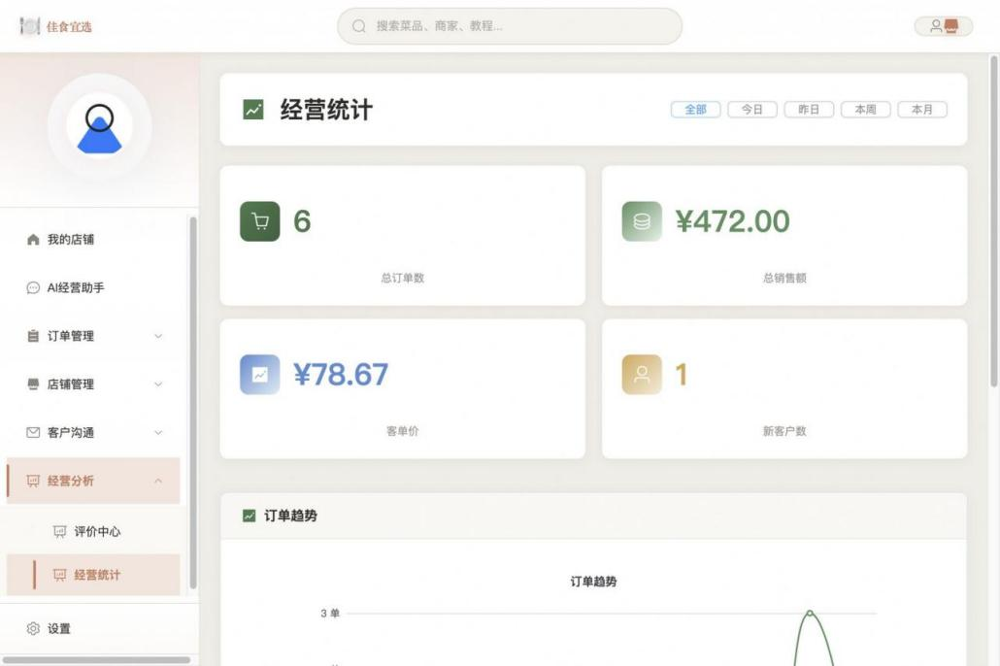 佳食宜选
搜索菜品、商家、教程...
经营统计
全部 今日 昨日 本周 本月
我的店铺
AI经营助手
订单管理
店铺管理
客户沟通
经营分析
评价中心
经营统计
设置
6
总订单数
¥472.00
总销售额
¥78.67
客单价
1
新客户数
订单趋势
订单趋势
3 单